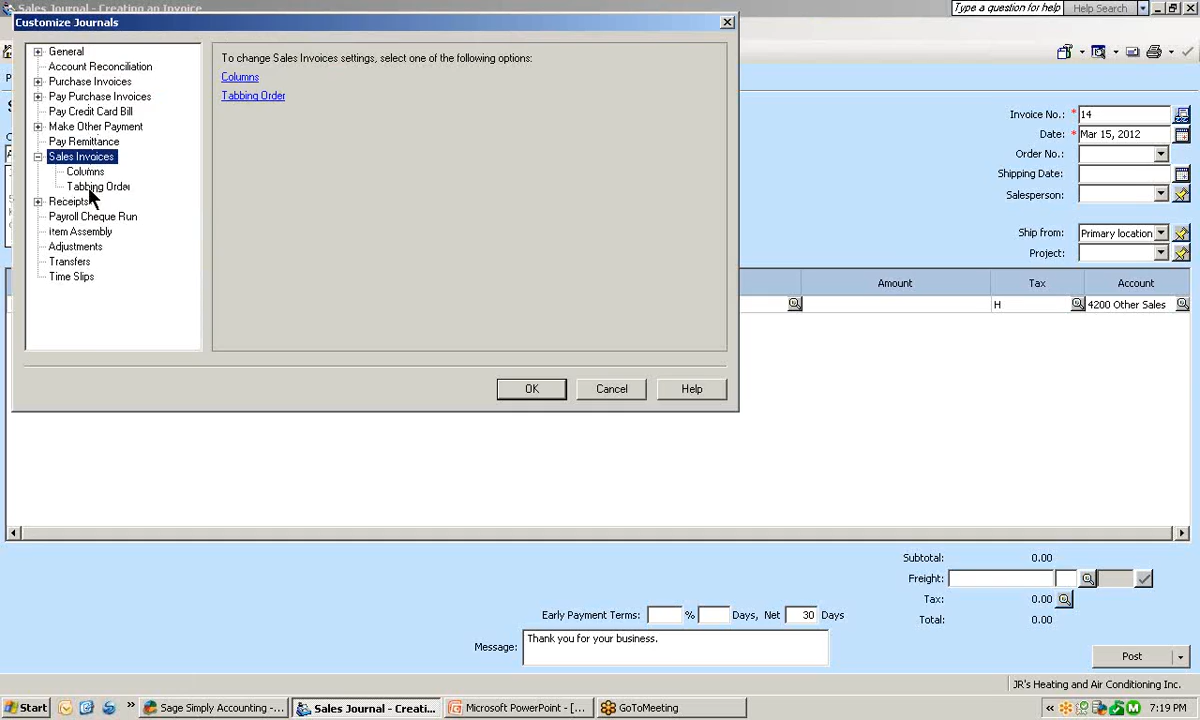 Sales Journal - Creating an Invoice
Type a question for help
Help Search
Customize Journals
General
Account Reconciliation
Purchase Invoices
Pay Purchase Invoices
Pay Credit Card Bill
Make Other Payment
Pay Remittance
Sales Invoices
Columns
Tabbing Order
Receipts
Payroll Cheque Run
Item Assembly
Adjustments
Transfers
Time Slips
To change Sales Invoices settings, select one of the following options:
Columns
Tabbing Order
OK
Cancel
Help
Invoice No.: * 14
Date: * Mar 15, 2012
Order No.:
Shipping Date:
Salesperson:
Ship from: Primary location
Project:
Amount Tax Account
H 4200 Other Sales
Subtotal: 0.00
Freight:
Tax: 0.00
Total: 0.00
Early Payment Terms: % Days, Net 30 Days
Message: Thank you for your business.
Post
JR's Heating and Air Conditioning Inc.
Start
Sage Simply Accounting -...
Sales Journal - Creati...
Microsoft PowerPoint - [...
GoToMeeting
7:19 PM